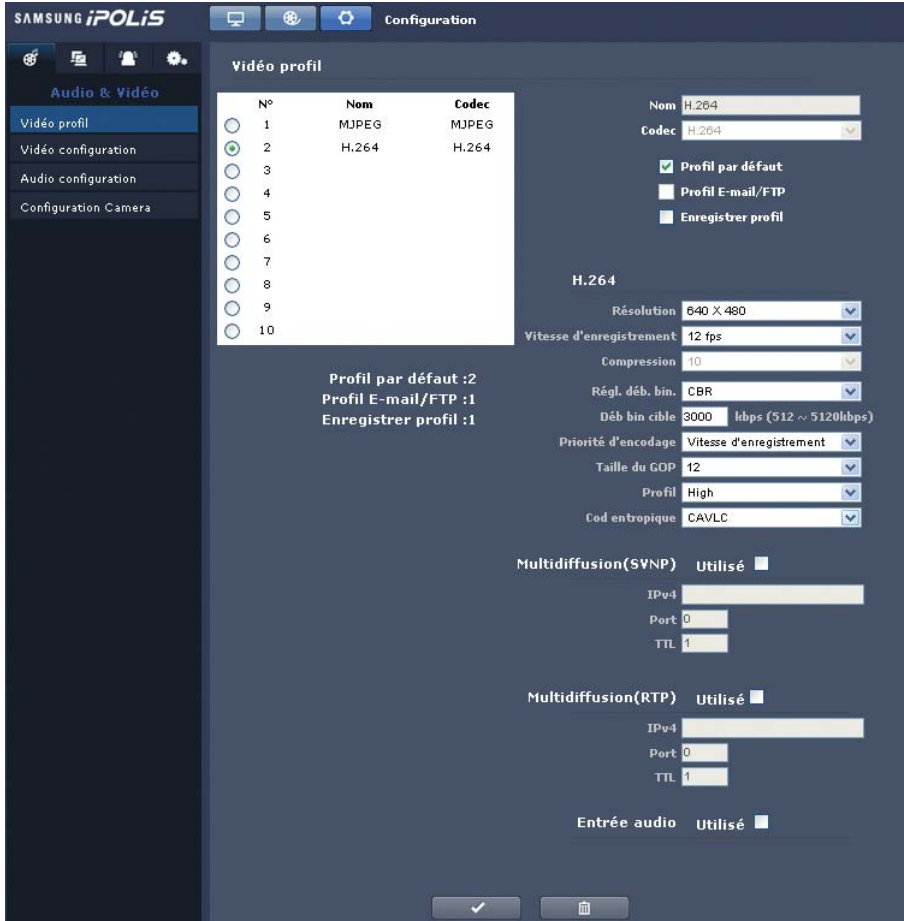 SAMSUNG iPOLiS
Configuration
Audio & Vidéo
Vidéo profil
Vidéo configuration
Audio configuration
Configuration Camera
Vidéo profil
N° Nom Codec
1 MJPEG MJPEG
2 H.264 H.264
3
4
5
6
7
8
9
10
Profil par défaut :2
Profil E-mail/FTP :1
Enregistrer profil :1
Nom H.264
Codec H.264
Profil par défaut
Profil E-mail/FTP
Enregistrer profil
H.264
Résolution 640 X 480
Vitesse d'enregistrement 12 fps
Compression 10
Régl. déb. bin. CBR
Déb bin cible 3000 kbps (512 ~ 5120kbps)
Priorité d'encodage Vitesse d'enregistrement
Taille du GOP 12
Profil High
Cod entropique CAVLC
Multidiffusion(SVNP) Utilisé
IPv4
Port 0
TTL 1
Multidiffusion(RTP) Utilisé
IPv4
Port 0
TTL 1
Entrée audio Utilisé